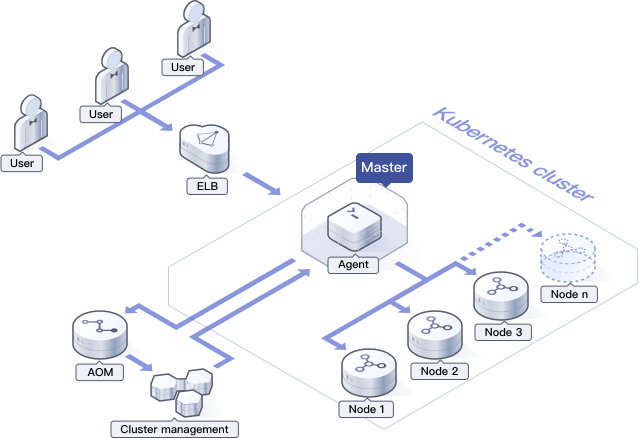 User
User
User
ELB
Kubernetes cluster
Master
Agent
Node n
Node 3
Node 2
Node 1
AOM
Cluster management